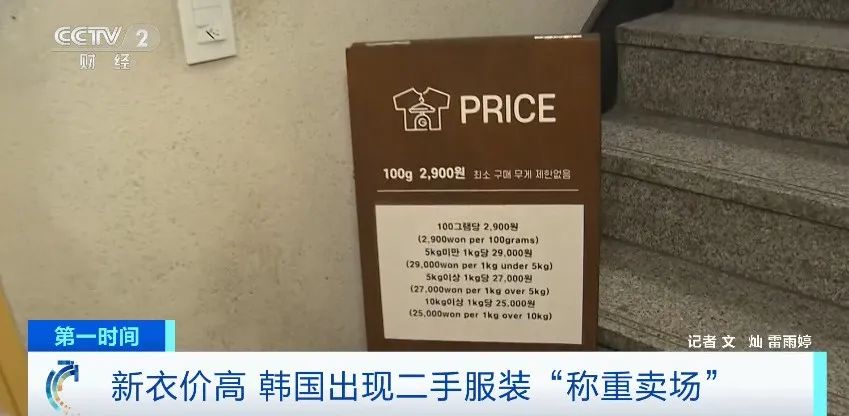 CCTV 2
财经
PRICE
100g 2,900원 최소 구매 무게 제한없음
100그램당 2,900원
(2,900won per 100grams)
5kg미만 1kg당 29,000원
(29,000won per 1kg under 5kg)
5kg이상 1kg당 27,000원
(27,000won per 1kg over 5kg)
10kg이상 1kg당 25,000원
(25,000won per 1kg over 10kg)
第一时间
记者 文 灿 雷雨婷
新衣价高 韩国出现二手服装“称重卖场”